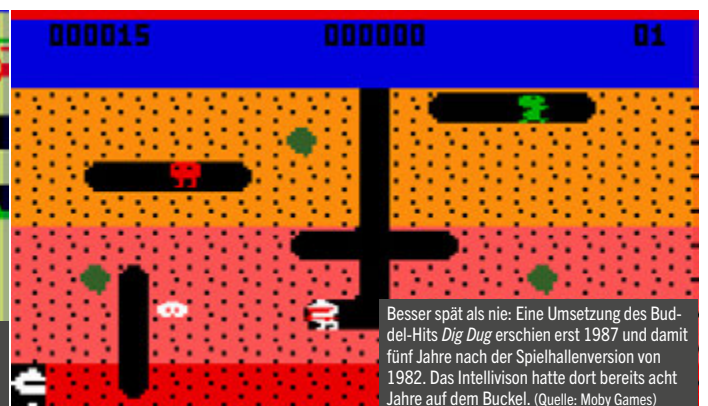 000015 000000 01
Besser spät als nie: Eine Umsetzung des Bud-
del-Hits Dig Dug erschien erst 1987 und damit
fünf Jahre nach der Spielhallenversion von
1982. Das Intellivison hatte dort bereits acht
Jahre auf dem Buckel. (Quelle: Moby Games)